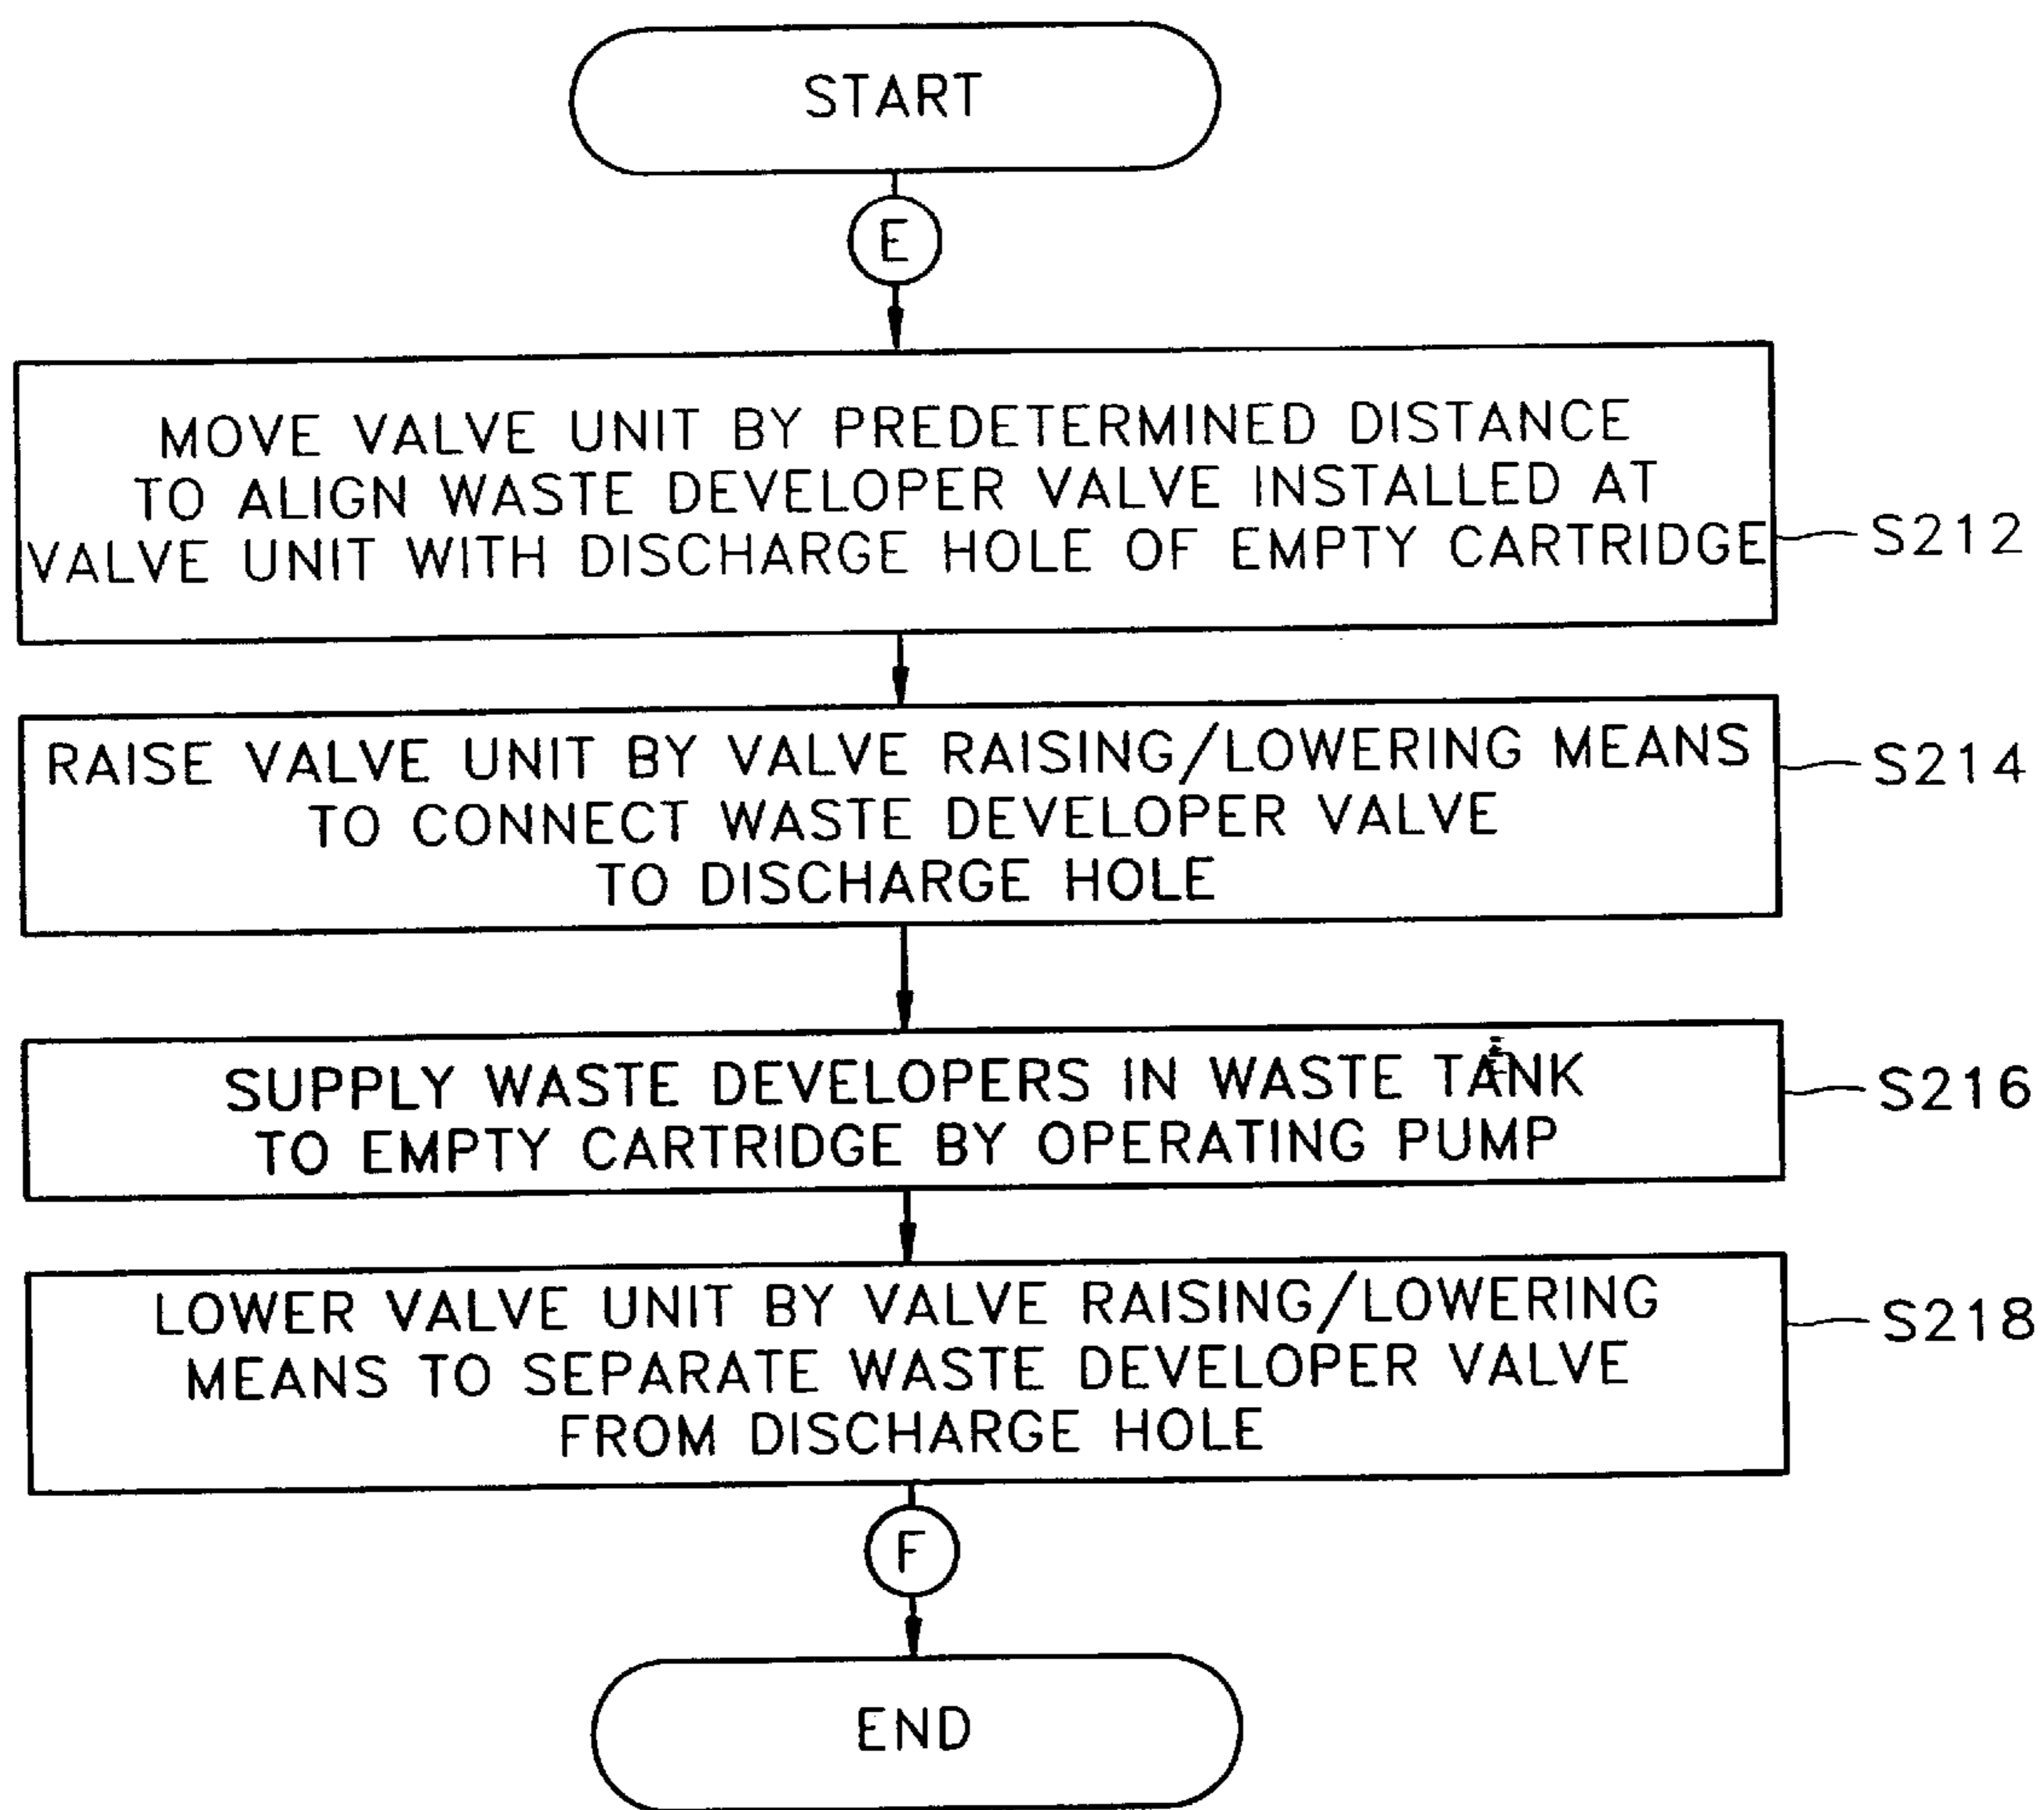 START
E
MOVE VALVE UNIT BY PREDETERMINED DISTANCE
TO ALIGN WASTE DEVELOPER VALVE INSTALLED AT
VALVE UNIT WITH DISCHARGE HOLE OF EMPTY CARTRIDGE
S212
RAISE VALVE UNIT BY VALVE RAISING/LOWERING MEANS
TO CONNECT WASTE DEVELOPER VALVE
TO DISCHARGE HOLE
S214
SUPPLY WASTE DEVELOPERS IN WASTE TANK
TO EMPTY CARTRIDGE BY OPERATING PUMP
S216
LOWER VALVE UNIT BY VALVE RAISING/LOWERING
MEANS TO SEPARATE WASTE DEVELOPER VALVE
FROM DISCHARGE HOLE
S218
F
END